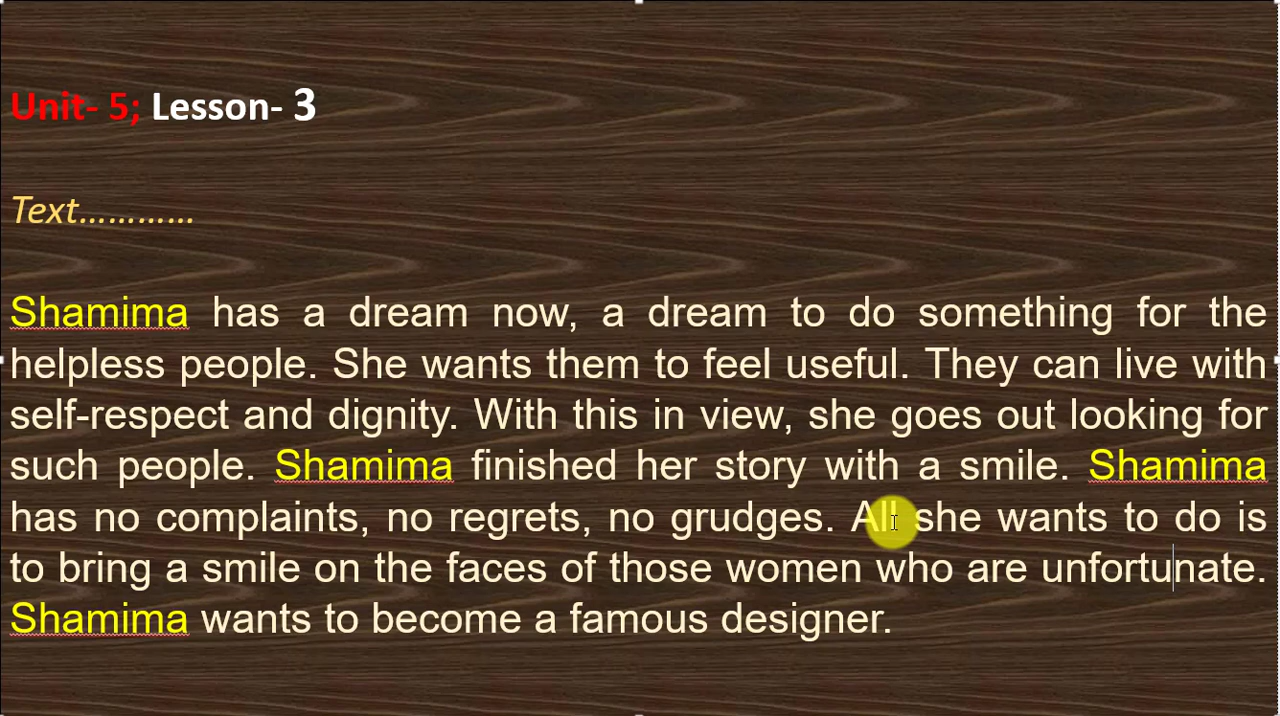 Unit- 5; Lesson- 3
Text…………
Shamima has a dream now, a dream to do something for the
helpless people. She wants them to feel useful. They can live with
self-respect and dignity. With this in view, she goes out looking for
such people. Shamima finished her story with a smile. Shamima
has no complaints, no regrets, no grudges. All she wants to do is
to bring a smile on the faces of those women who are unfortunate.
Shamima wants to become a famous designer.